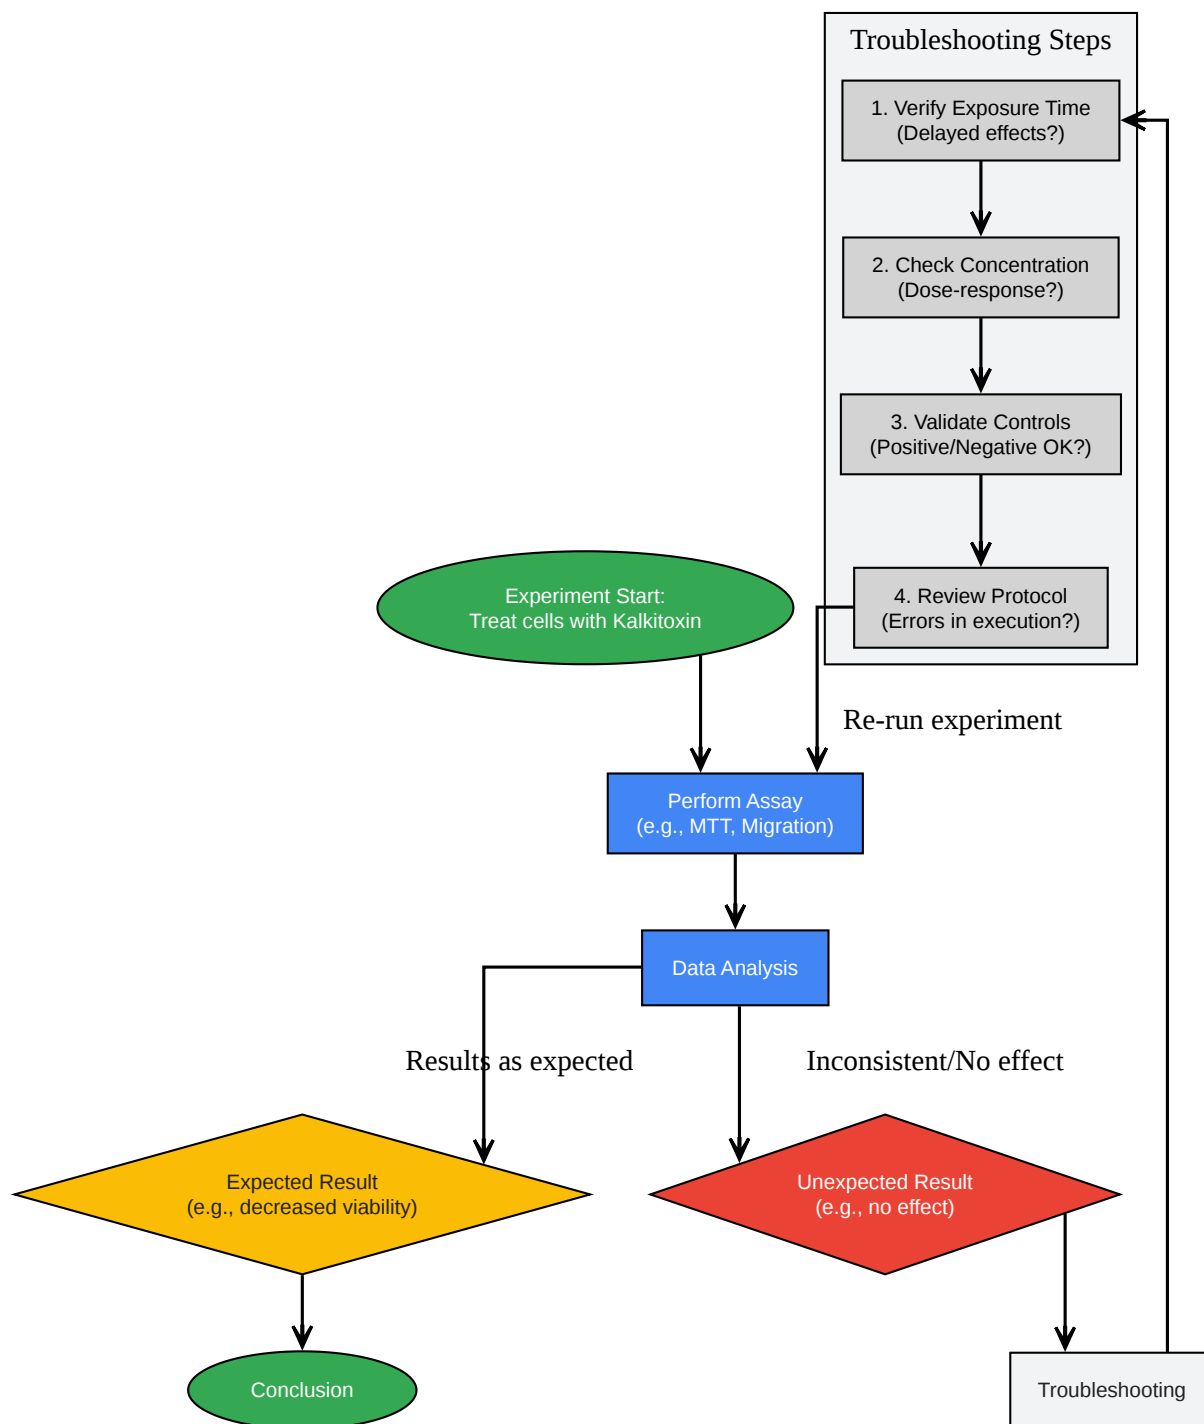 Troubleshooting Steps
1. Verify Exposure Time
(Delayed effects?)
2. Check Concentration
(Dose-response?)
3. Validate Controls
(Positive/Negative OK?)
4. Review Protocol
(Errors in execution?)
Experiment Start:
Treat cells with Kalkitoxin
Re-run experiment
Perform Assay
(e.g., MTT, Migration)
Data Analysis
Results as expected
Inconsistent/No effect
Expected Result
(e.g., decreased viability)
Unexpected Result
(e.g., no effect)
Conclusion
Troubleshooting